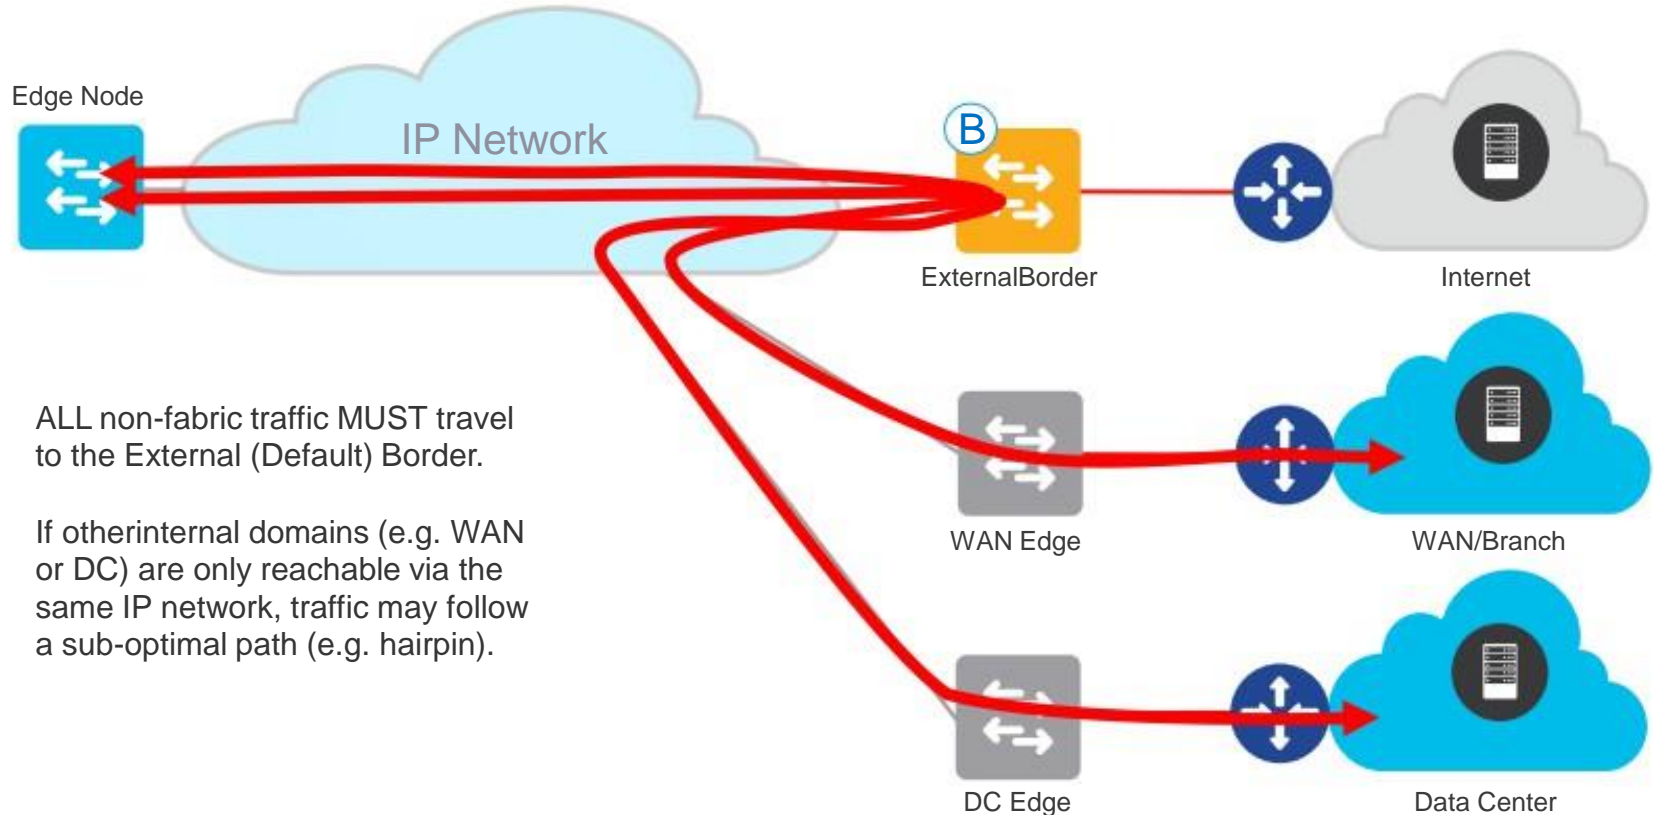 Edge Node
IP Network
B
ExternalBorder
Internet
ALL non-fabric traffic MUST travel
to the External (Default) Border.
If otherinternal domains (e.g. WAN
or DC) are only reachable via the
same IP network, traffic may follow
a sub-optimal path (e.g. hairpin).
WAN Edge
WAN/Branch
DC Edge
Data Center